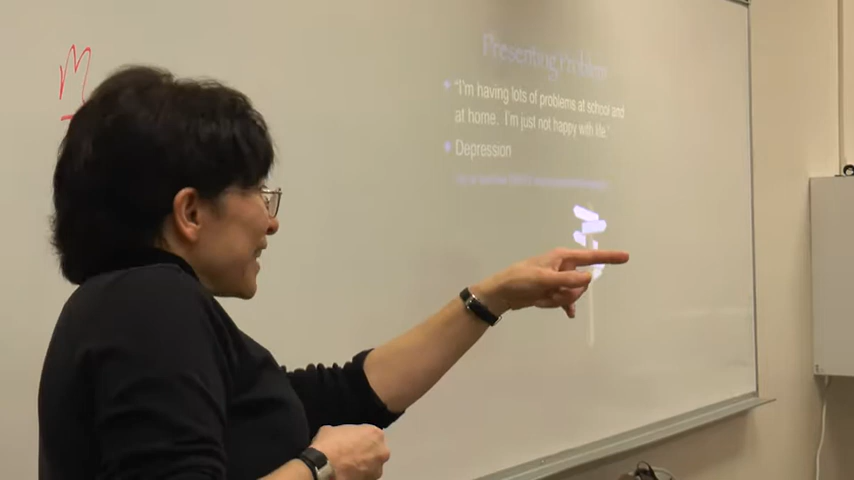 m
Presenting Problem
"I'm having lots of problems at school and
at home. I'm just not happy with life."
Depression